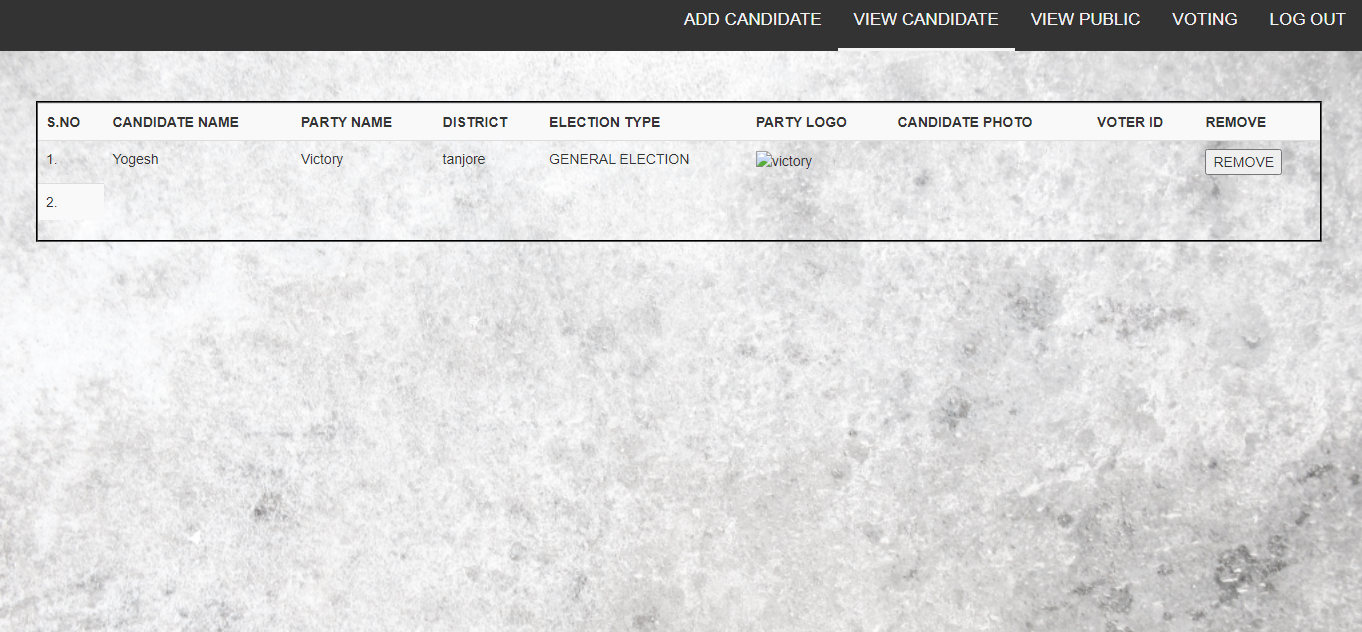 ADD CANDIDATE VIEW CANDIDATE VIEW PUBLIC VOTING LOG OUT
S.NO CANDIDATE NAME PARTY NAME DISTRICT ELECTION TYPE PARTY LOGO CANDIDATE PHOTO VOTER ID REMOVE
1. Yogesh Victory tanjore GENERAL ELECTION victory REMOVE
2.